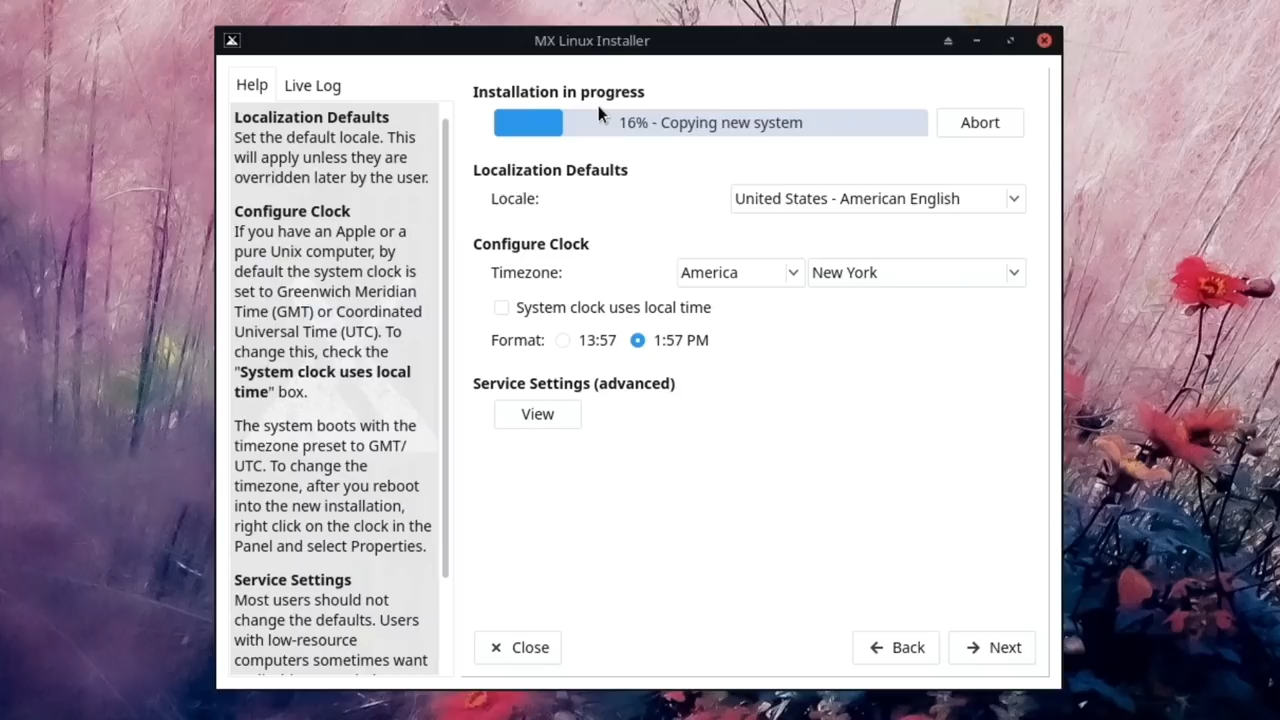 MX Linux Installer
Help
Live Log
Localization Defaults
Set the default locale. This
will apply unless they are
overridden later by the user.
Configure Clock
If you have an Apple or a
pure Unix computer, by
default the system clock is
set to Greenwich Meridian
Time (GMT) or Coordinated
Universal Time (UTC). To
change this, check the
"System clock uses local
time" box.
The system boots with the
timezone preset to GMT/
UTC. To change the
timezone, after you reboot
into the new installation,
right click on the clock in the
Panel and select Properties.
Service Settings
Most users should not
change the defaults. Users
with low-resource
computers sometimes want
Installation in progress
16% - Copying new system
Abort
Localization Defaults
Locale:
United States - American English
Configure Clock
Timezone:
America
New York
System clock uses local time
Format:
13:57
1:57 PM
Service Settings (advanced)
View
Close
Back
Next